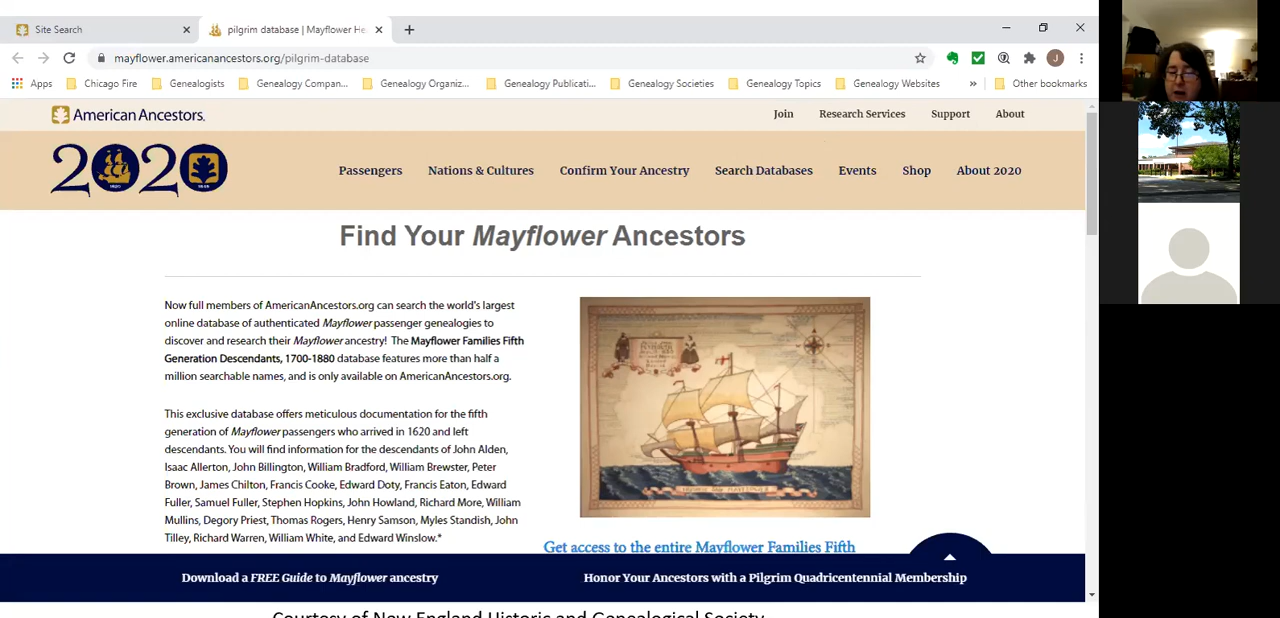 Site Search
pilgrim database | Mayflower He
mayflower.americanancestors.org/pilgrim-database
J
Apps
Chicago Fire
Genealogists
Genealogy Compan...
Genealogy Organiz...
Genealogy Publicati...
Genealogy Societies
Genealogy Topics
Genealogy Websites
»
Other bookmarks
AmericanAncestors.
Join
Research Services
Support
About
2020
Passengers
Nations & Cultures
Confirm Your Ancestry
Search Databases
Events
Shop
About 2020
Find Your Mayflower Ancestors
Now full members of AmericanAncestors.org can search the world's largest
online database of authenticated Mayflower passenger genealogies to
discover and research their Mayflower ancestry! The Mayflower Families Fifth
Generation Descendants, 1700-1880 database features more than half a
million searchable names, and is only available on AmericanAncestors.org.
This exclusive database offers meticulous documentation for the fifth
generation of Mayflower passengers who arrived in 1620 and left
descendants. You will find information for the descendants of John Alden,
Isaac Allerton, John Billington, William Bradford, William Brewster, Peter
Brown, James Chilton, Francis Cooke, Edward Doty, Francis Eaton, Edward
Fuller, Samuel Fuller, Stephen Hopkins, John Howland, Richard More, William
Mullins, Degory Priest, Thomas Rogers, Henry Samson, Myles Standish, John
Tilley, Richard Warren, William White, and Edward Winslow.*
Get access to the entire Mayflower Families Fifth
Download a FREE Guide to Mayflower ancestry
Honor Your Ancestors with a Pilgrim Quadricentennial Membership
Courtesy of New England Historic and Genealogical Society